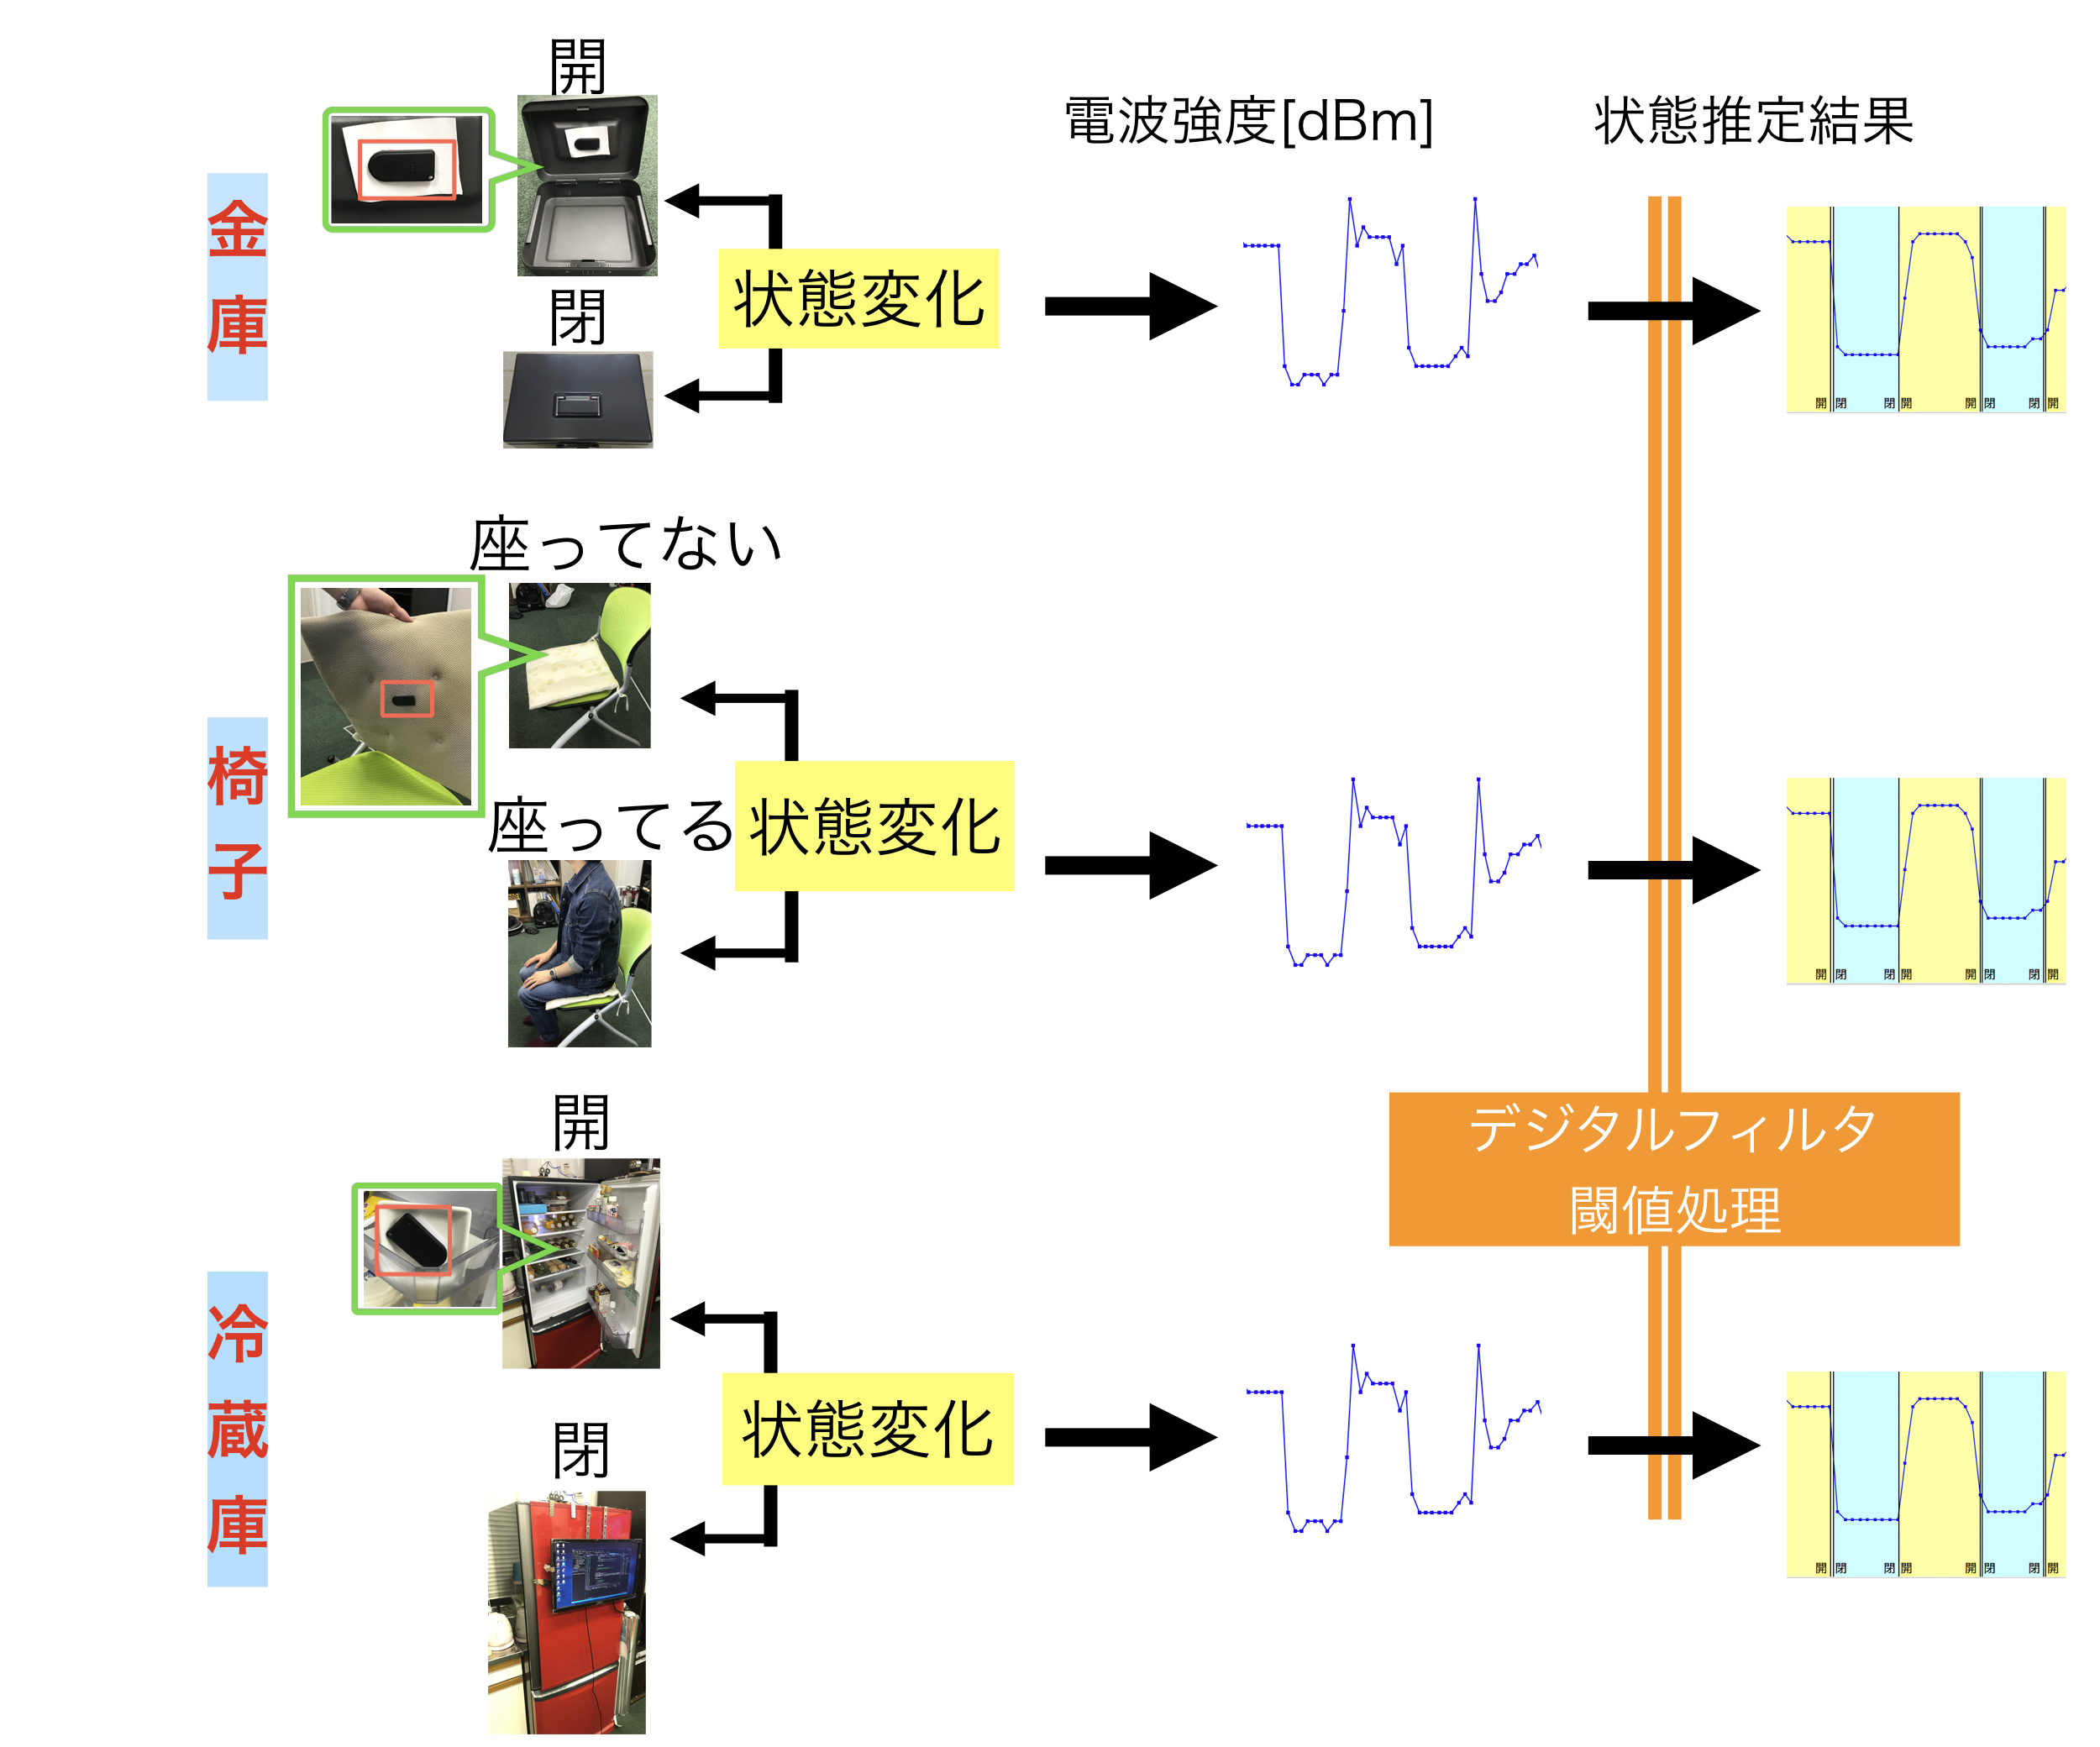 電波強度[dBm]
状態推定結果
金庫
開
閉
状態変化
開 閉 閉 開 開 閉 閉 開
椅子
座ってない
座ってる
状態変化
開 閉 閉 開 開 閉 閉 開
デジタルフィルタ
閾値処理
冷蔵庫
開
閉
状態変化
開 閉 閉 開 開 閉 閉 開